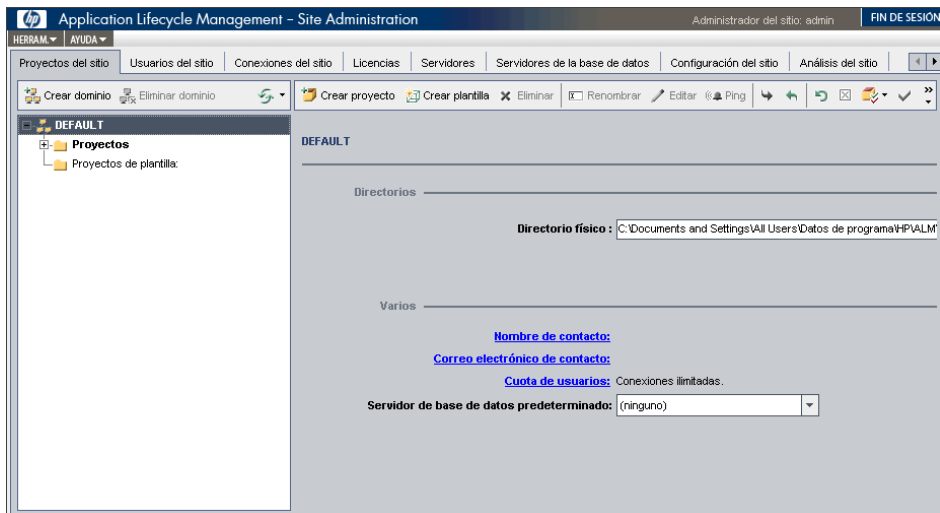 hp Application Lifecycle Management – Site Administration Administrador del sitio: admin FIN DE SESIÓN
HERRAM. AYUDA
Proyectos del sitio Usuarios del sitio Conexiones del sitio Licencias Servidores Servidores de la base de datos Configuración del sitio Análisis del sitio
Crear dominio Eliminar dominio Crear proyecto Crear plantilla Eliminar Renombrar Editar Ping »
DEFAULT
Proyectos
Proyectos de plantilla:
DEFAULT
Directorios
Directorio físico : C:\Documents and Settings\All Users\Datos de programa\HP\ALM\
Varios
Nombre de contacto:
Correo electrónico de contacto:
Cuota de usuarios: Conexiones ilimitadas.
Servidor de base de datos predeterminado: (ninguno)